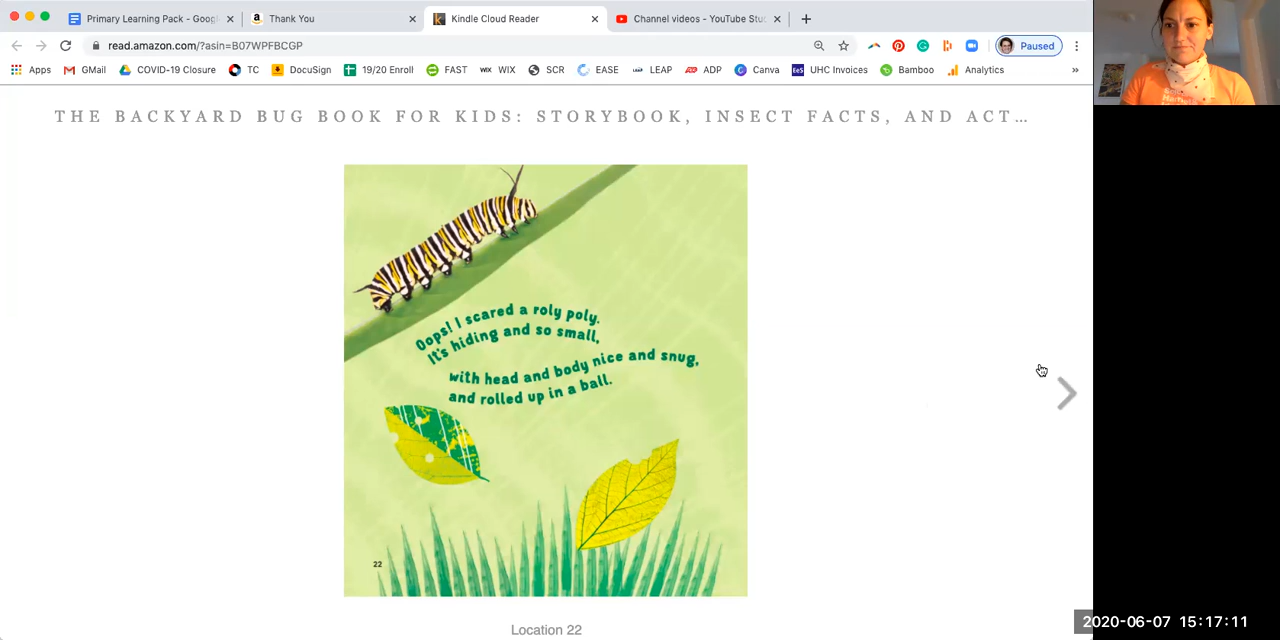 Primary Learning Pack - Goog
Thank You
Kindle Cloud Reader
Channel videos - YouTube Stu
read.amazon.com/?asin=B07WPFBCGP
Paused
Apps
GMail
COVID-19 Closure
TC
DocuSign
19/20 Enroll
FAST
WIX
WIX
SCR
EASE
LEAP
ADP
Canva
EeS
UHC Invoices
Bamboo
Analytics
»
THE BACKYARD BUG BOOK FOR KIDS: STORYBOOK, INSECT FACTS, AND ACT...
Oops! I scared a roly poly.
It's hiding and so small,
with head and body nice and snug,
and rolled up in a ball.
22
Location 22
2020-06-07 15:17:11